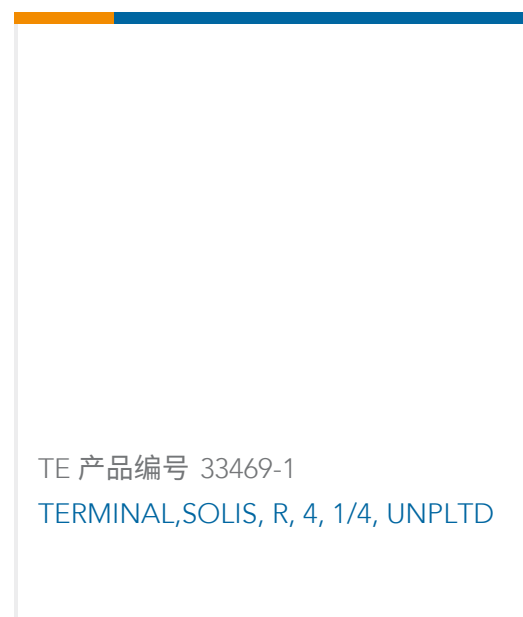 TE 产品编号 33469-1
TERMINAL,SOLIS, R, 4, 1/4, UNPLTD